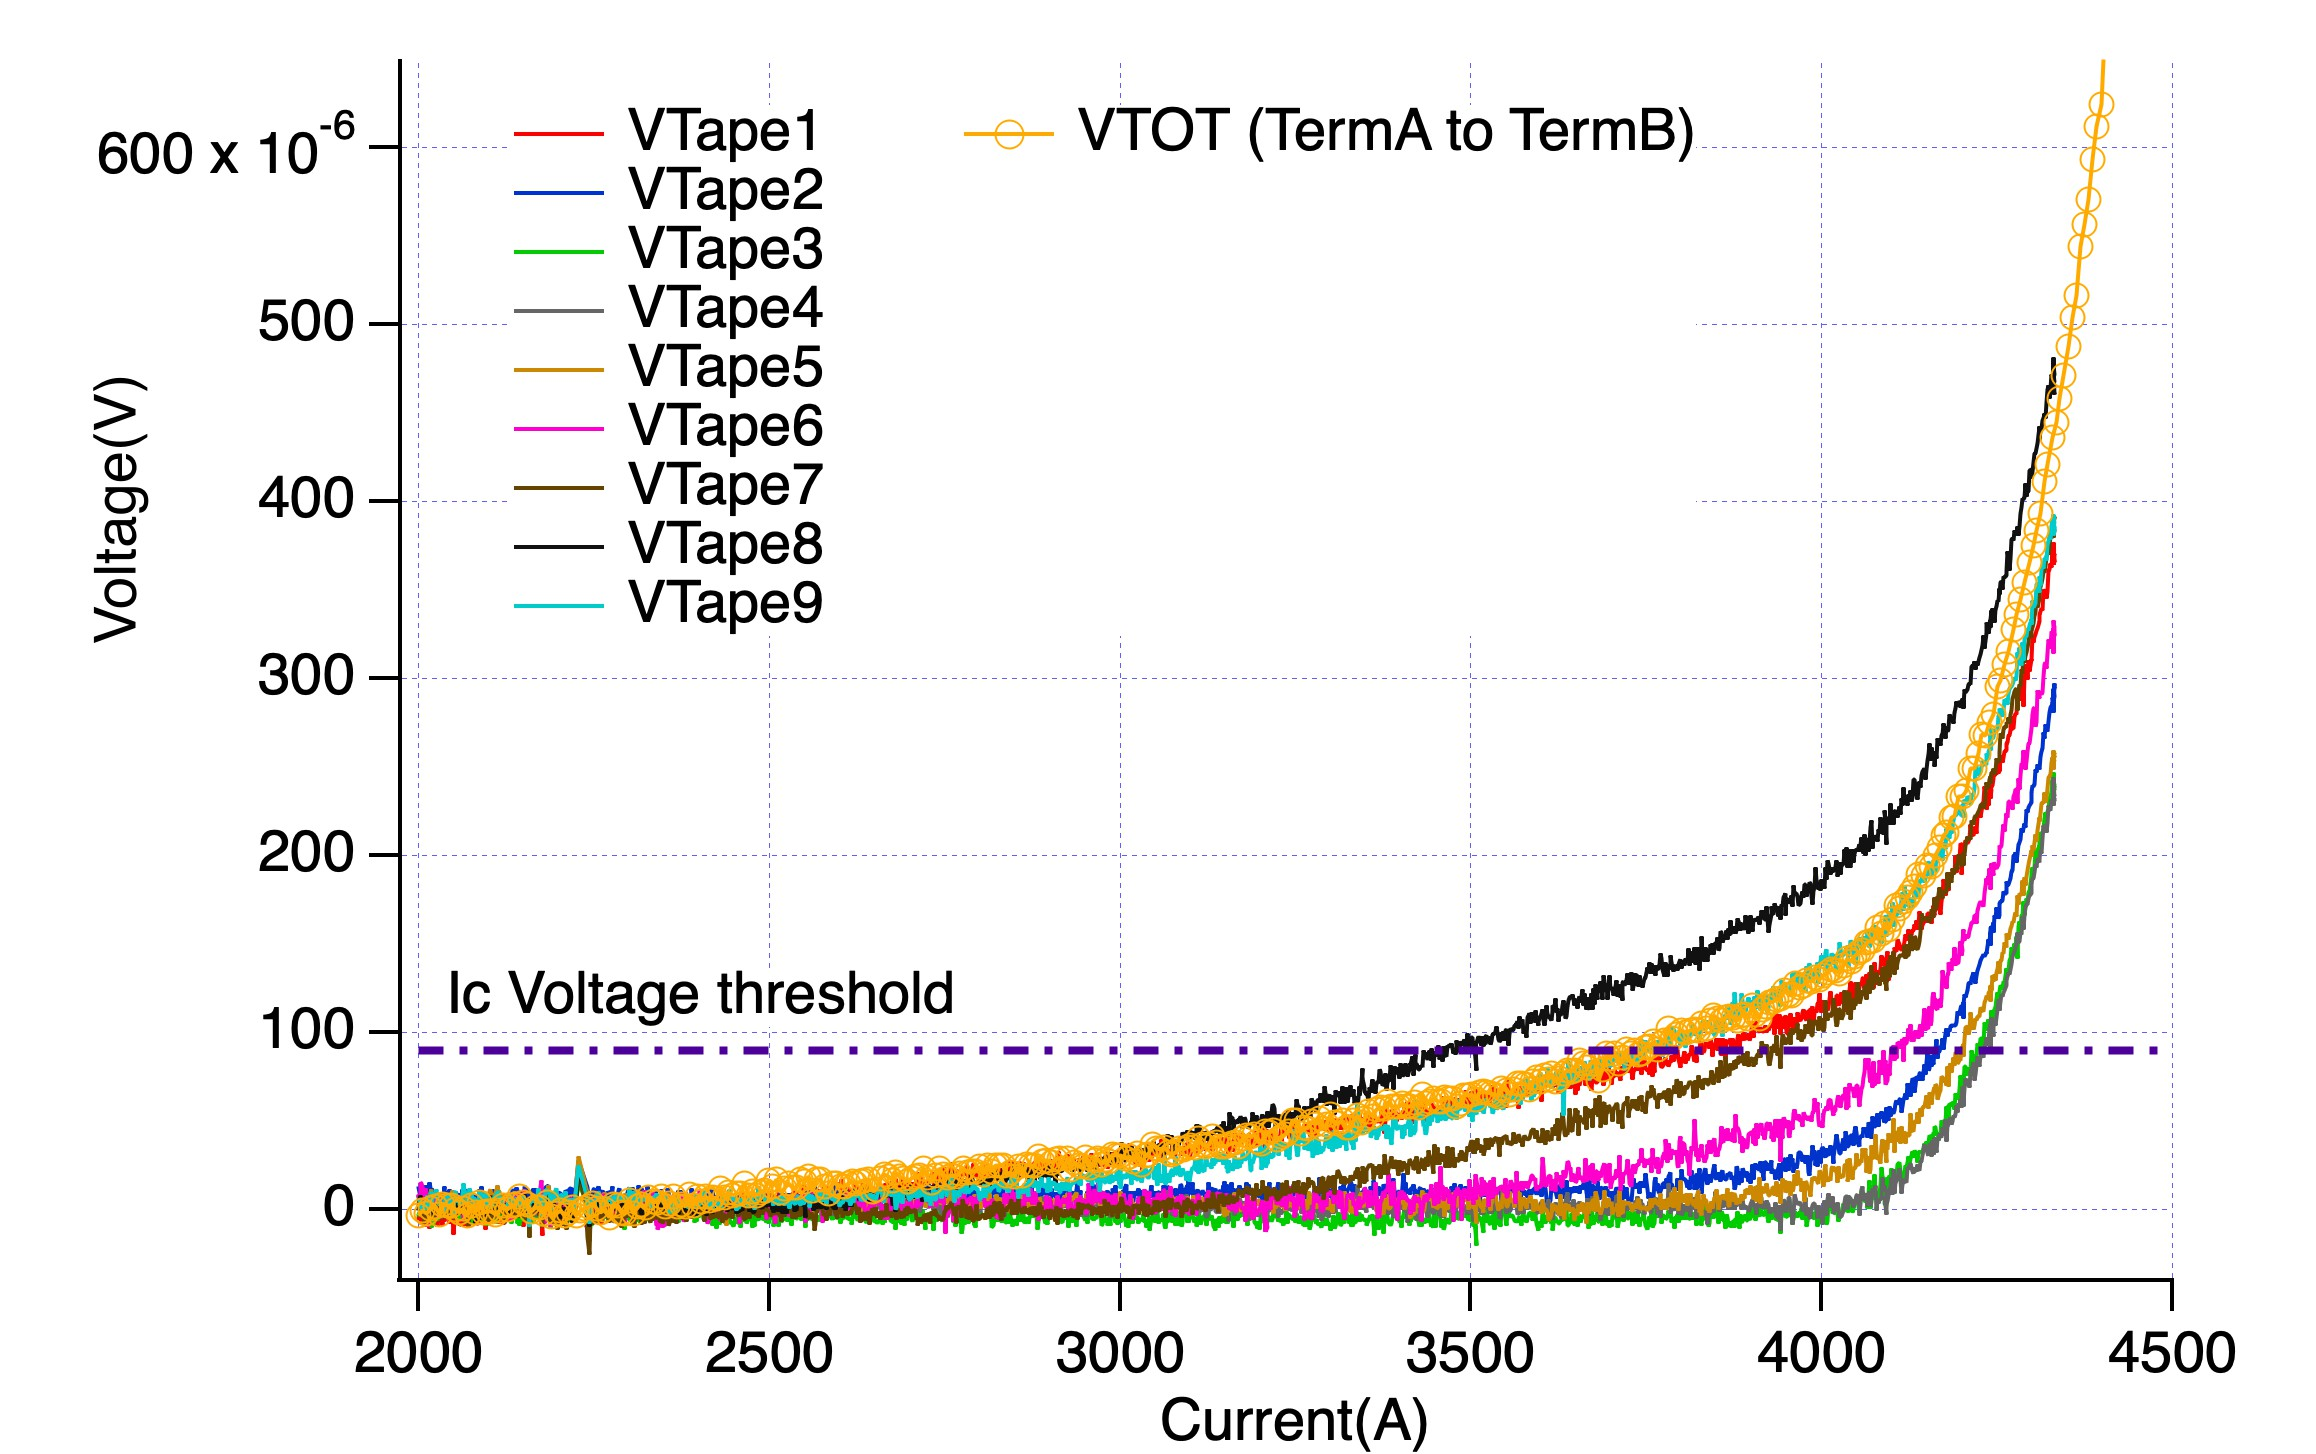 600 x 10-6
500
400
300
200
100
0
Voltage(V)
VTape1
VTape2
VTape3
VTape4
VTape5
VTape6
VTape7
VTape8
VTape9
VTOT (TermA to TermB)
Ic Voltage threshold
2000 2500 3000 3500 4000 4500
Current(A)